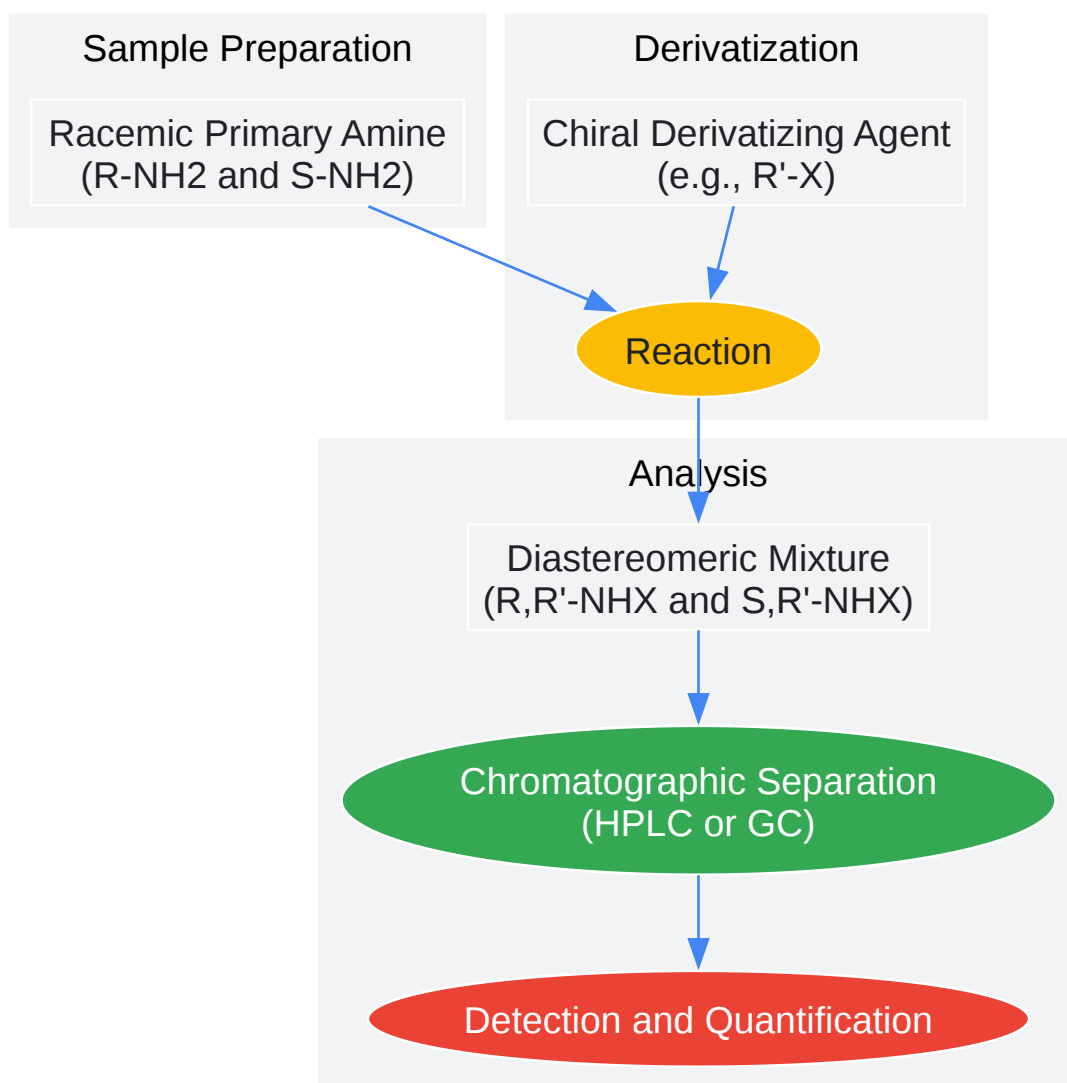 Sample Preparation
Racemic Primary Amine
(R-NH2 and S-NH2)
Derivatization
Chiral Derivatizing Agent
(e.g., R'-X)
Reaction
Analysis
Diastereomeric Mixture
(R,R'-NHX and S,R'-NHX)
Chromatographic Separation
(HPLC or GC)
Detection and Quantification